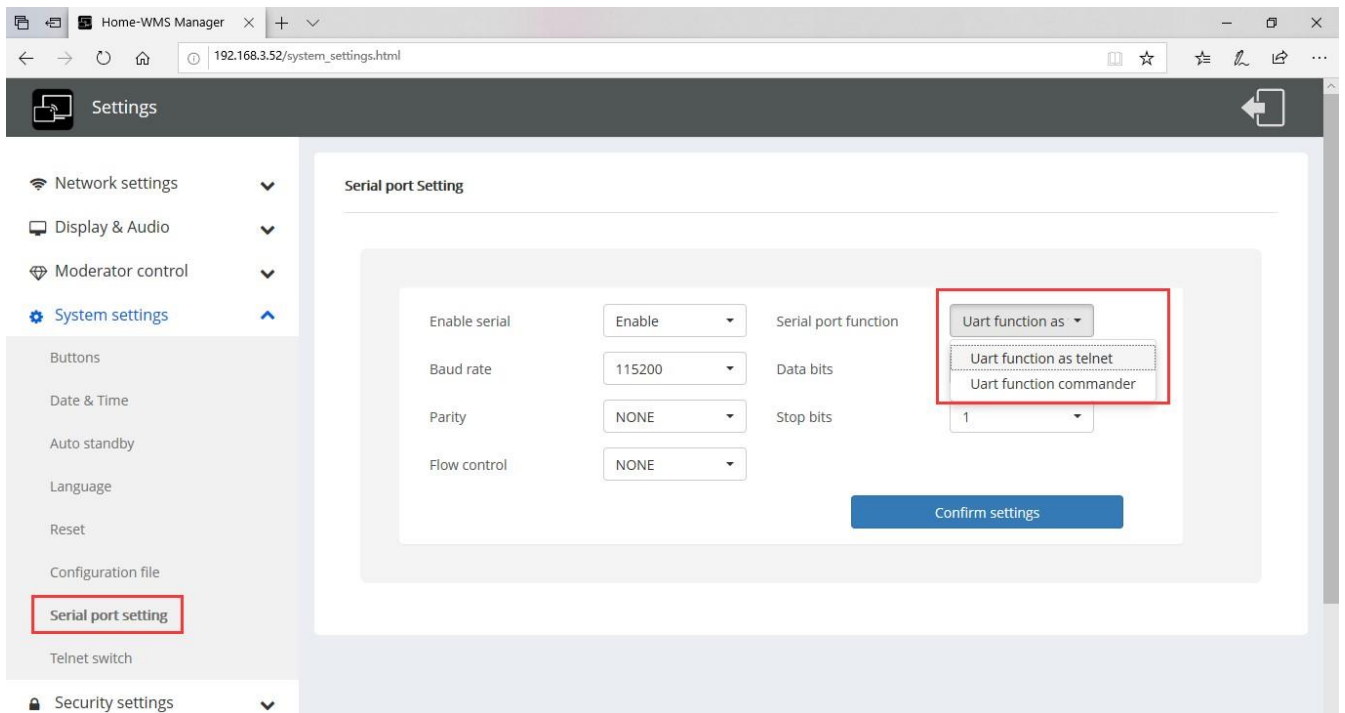 Home-WMS Manager
192.168.3.52/system_settings.html
Settings
Network settings
Display & Audio
Moderator control
System settings
Buttons
Date & Time
Auto standby
Language
Reset
Configuration file
Serial port setting
Telnet switch
Security settings
Serial port Setting
Enable serial Enable Serial port function Uart function as
Uart function as telnet
Uart function commander
Baud rate 115200 Data bits
Parity NONE Stop bits 1
Flow control NONE
Confirm settings